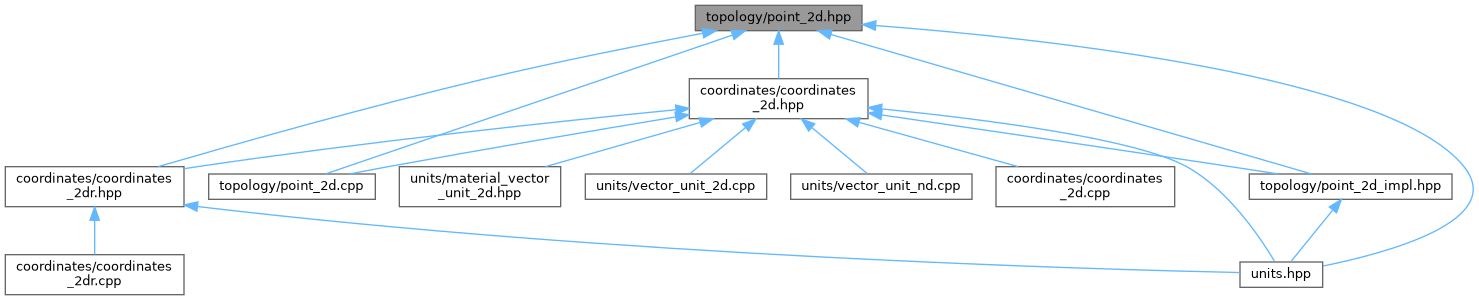 topology/point_2d.hpp
coordinates/coordinates
_2d.hpp
coordinates/coordinates
_2dr.hpp
topology/point_2d.cpp
units/material_vector
_unit_2d.hpp
units/vector_unit_2d.cpp
units/vector_unit_nd.cpp
coordinates/coordinates
_2d.cpp
topology/point_2d_impl.hpp
coordinates/coordinates
_2dr.cpp
units.hpp